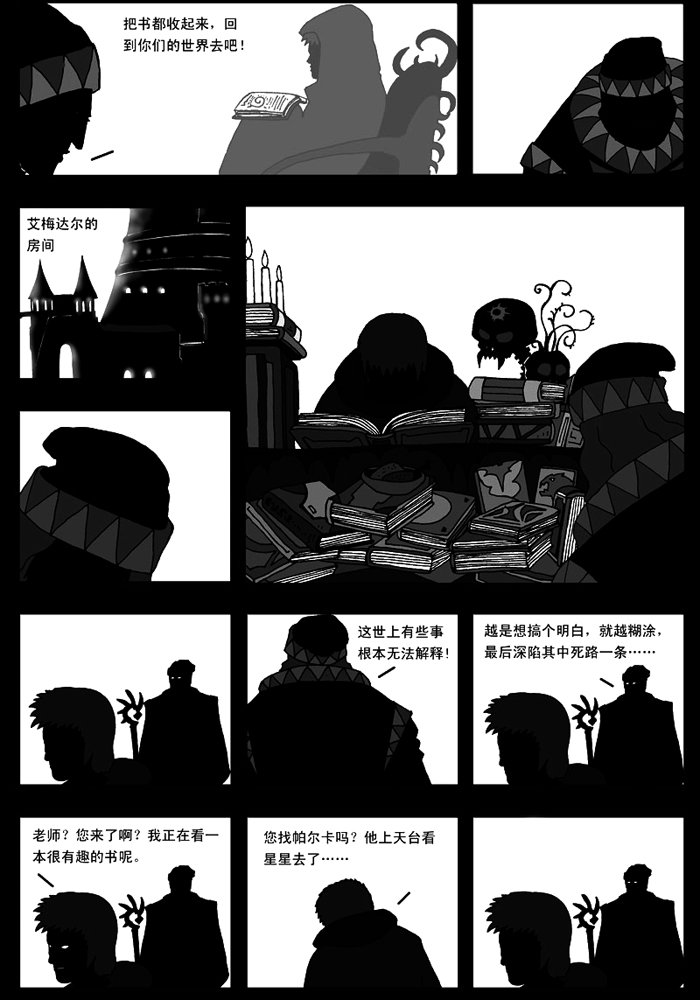 把书都收起来，回
到你们的世界去吧！
艾梅达尔的
房间
这世上有些事
根本无法解释！
越是想搞个明白，就越糊涂，
最后深陷其中死路一条……
老师？您来了啊？我正在看一
本很有趣的书呢。
您找帕尔卡吗？他上天台看
星星去了……